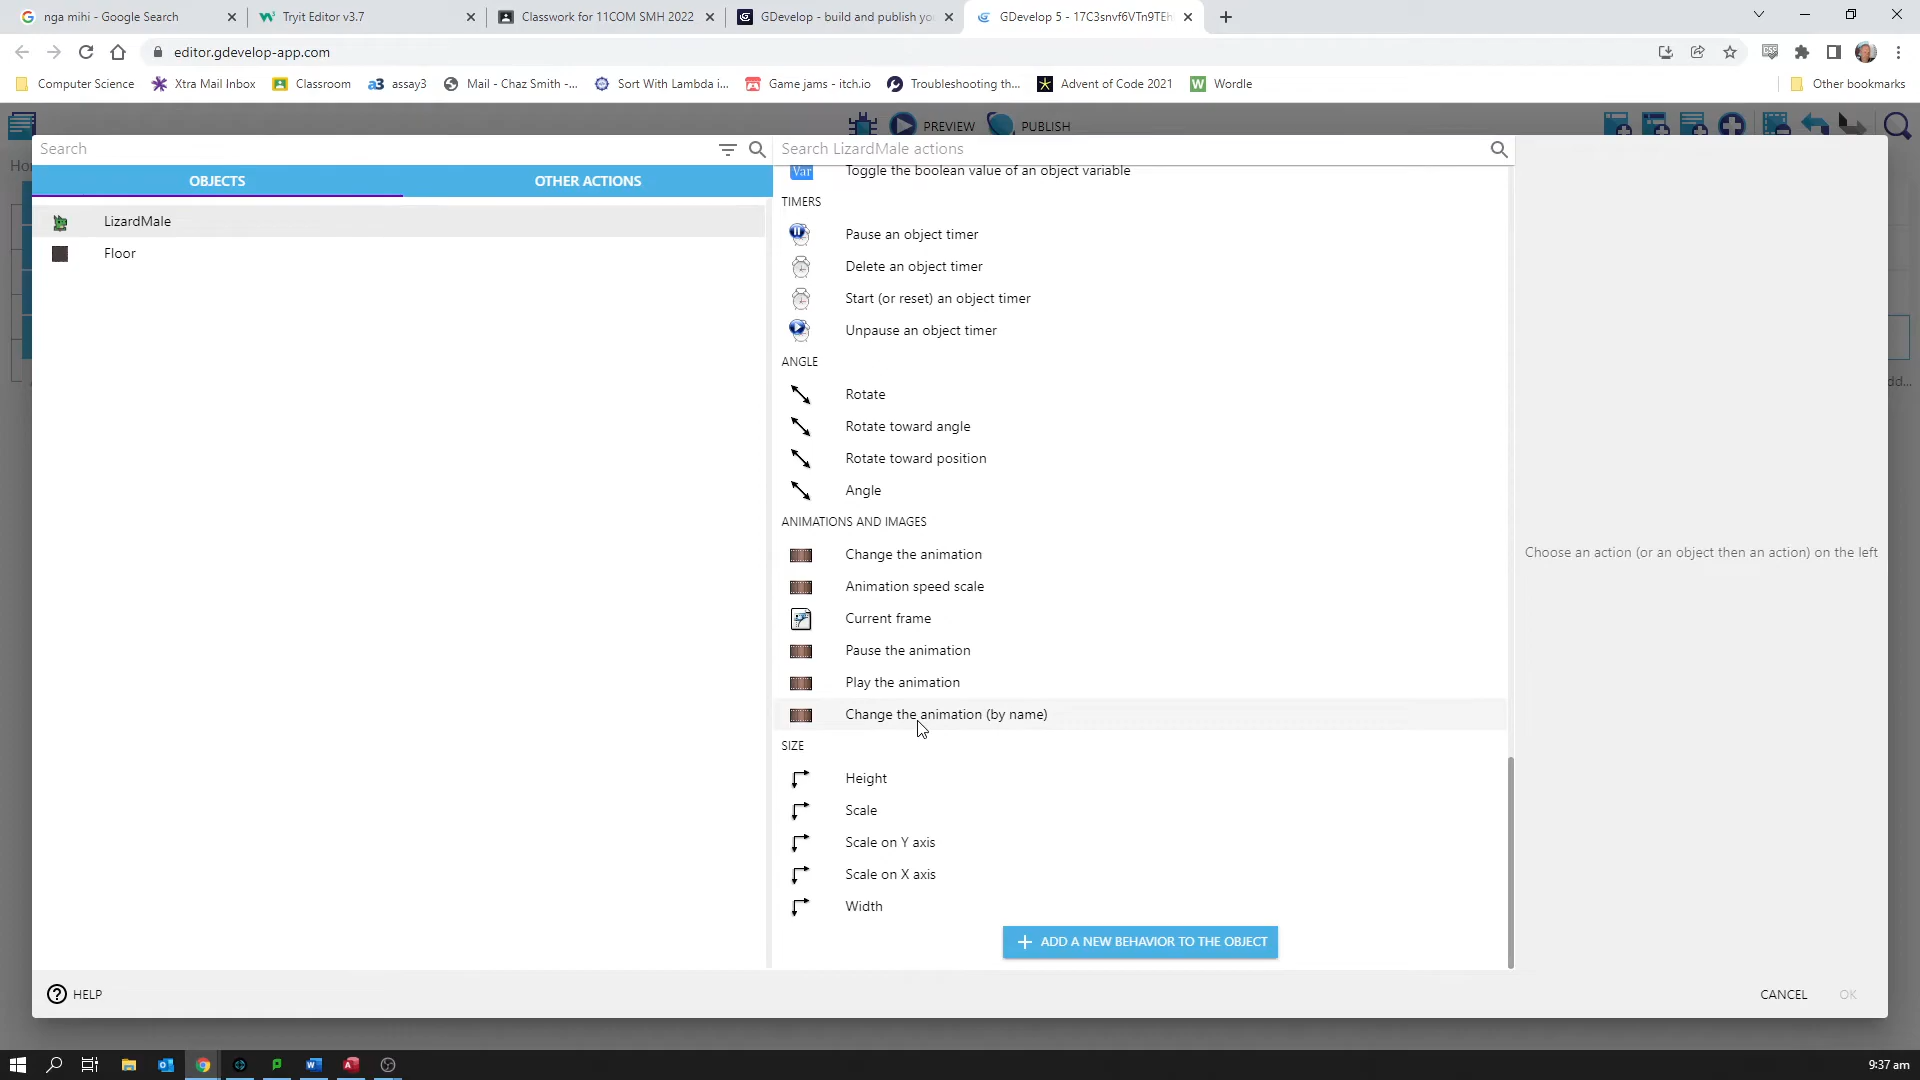 nga mihi - Google Search
Tryit Editor v3.7
Classwork for 11COM SMH 2022
GDevelop - build and publish yo
GDevelop 5 - 17C3snvf6VTn9TEh
editor.gdevelop-app.com
Computer Science
Xtra Mail Inbox
Classroom
a3 assay3
Mail - Chaz Smith -...
Sort With Lambda i...
Game jams - itch.io
Troubleshooting th...
Advent of Code 2021
W Wordle
Other bookmarks
PREVIEW
PUBLISH
Search
Search LizardMale actions
OBJECTS
OTHER ACTIONS
LizardMale
Floor
Var Toggle the boolean value of an object variable
TIMERS
Pause an object timer
Delete an object timer
Start (or reset) an object timer
Unpause an object timer
ANGLE
Rotate
Rotate toward angle
Rotate toward position
Angle
ANIMATIONS AND IMAGES
Change the animation
Animation speed scale
Current frame
Pause the animation
Play the animation
Change the animation (by name)
SIZE
Height
Scale
Scale on Y axis
Scale on X axis
Width
ADD A NEW BEHAVIOR TO THE OBJECT
Choose an action (or an object then an action) on the left
HELP
CANCEL
OK
9:37 am